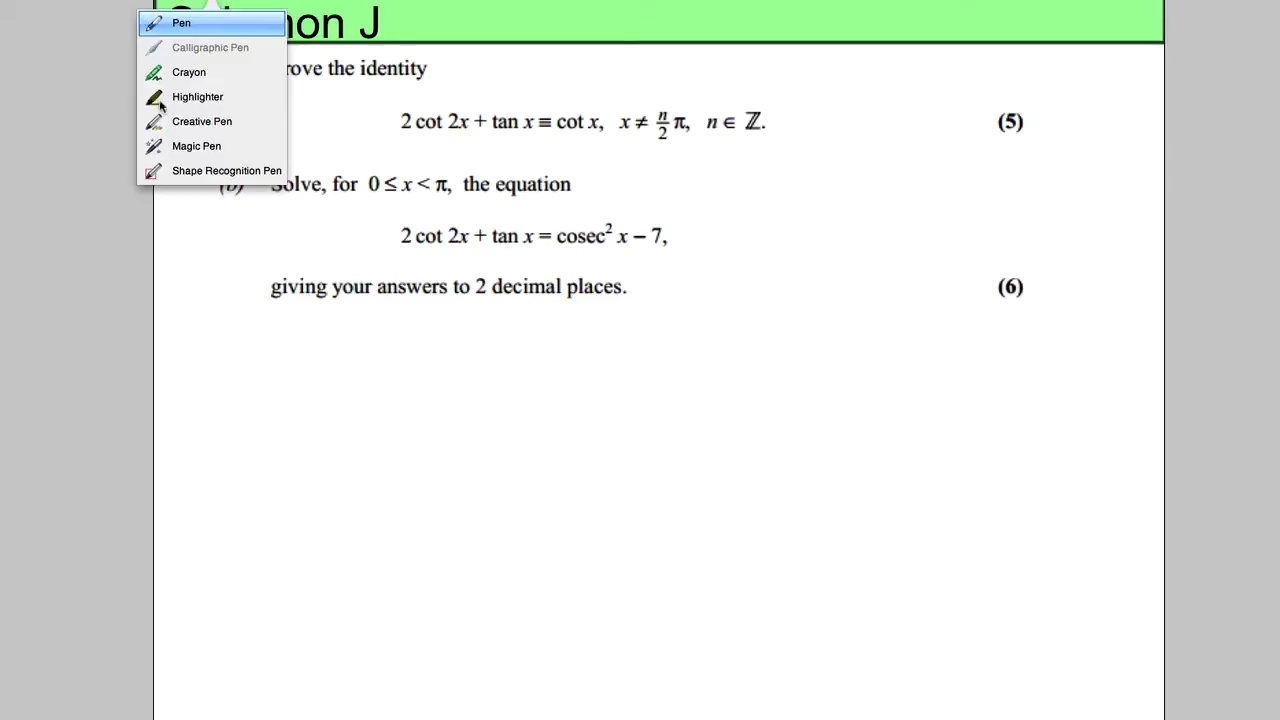 non J
Pen
Calligraphic Pen
Crayon
Highlighter
Creative Pen
Magic Pen
Shape Recognition Pen
rove the identity
2 cot 2x + tan x ≡ cot x, x ≠ n/2 π, n ∈ ℤ. (5)
(b) Solve, for 0 ≤ x < π, the equation
2 cot 2x + tan x = cosec² x – 7,
giving your answers to 2 decimal places. (6)